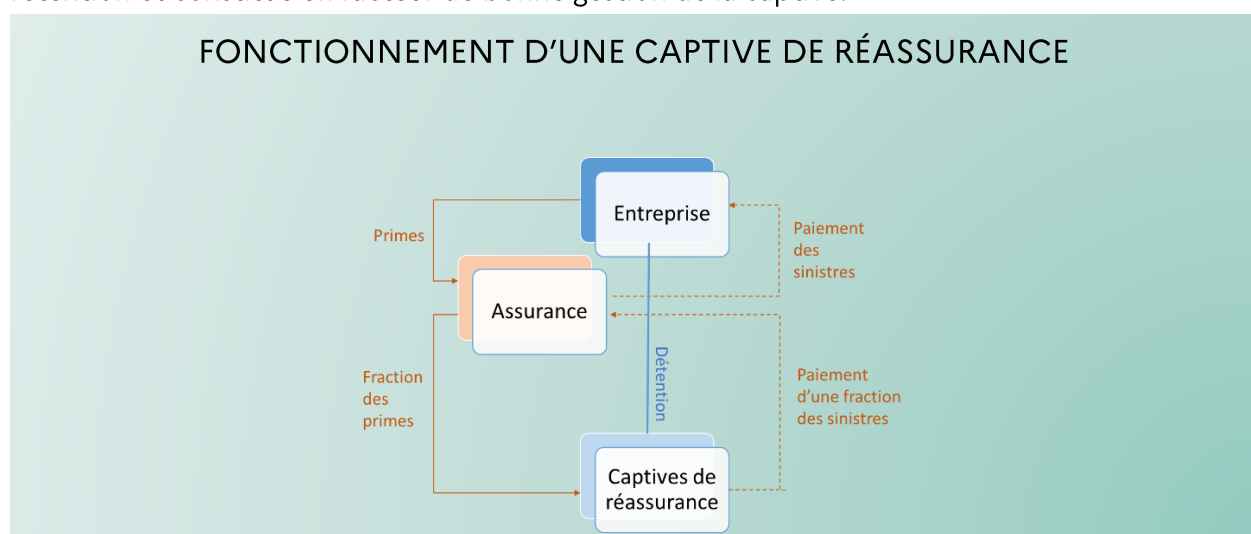 FONCTIONNEMENT D’UNE CAPTIVE DE RÉASSURANCE
Entreprise
Primes
Paiement
des
sinistres
Assurance
Détention
Fraction
des
primes
Paiement
d’une fraction
des sinistres
Captives de
réassurance